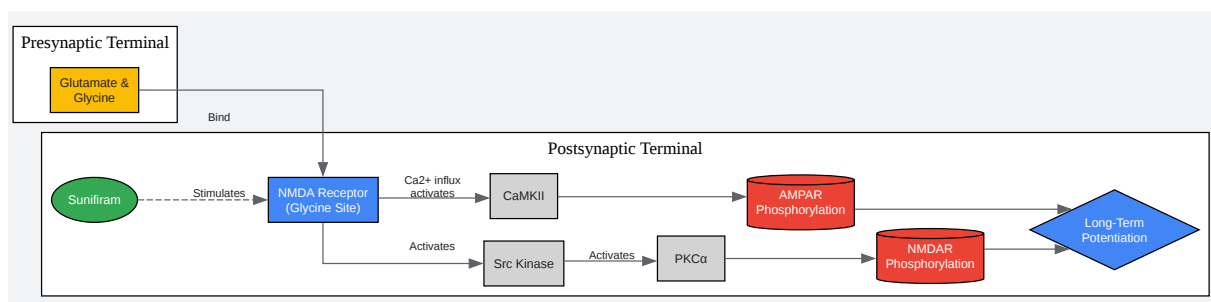 Presynaptic Terminal
Glutamate &
Glycine
Bind
Postsynaptic Terminal
Sunifiram
Stimulates
NMDA Receptor
(Glycine Site)
Ca2+ influx
activates
CaMKII
AMPAR
Phosphorylation
Activates
Src Kinase
Activates
PKCα
NMDAR
Phosphorylation
Long-Term
Potentiation